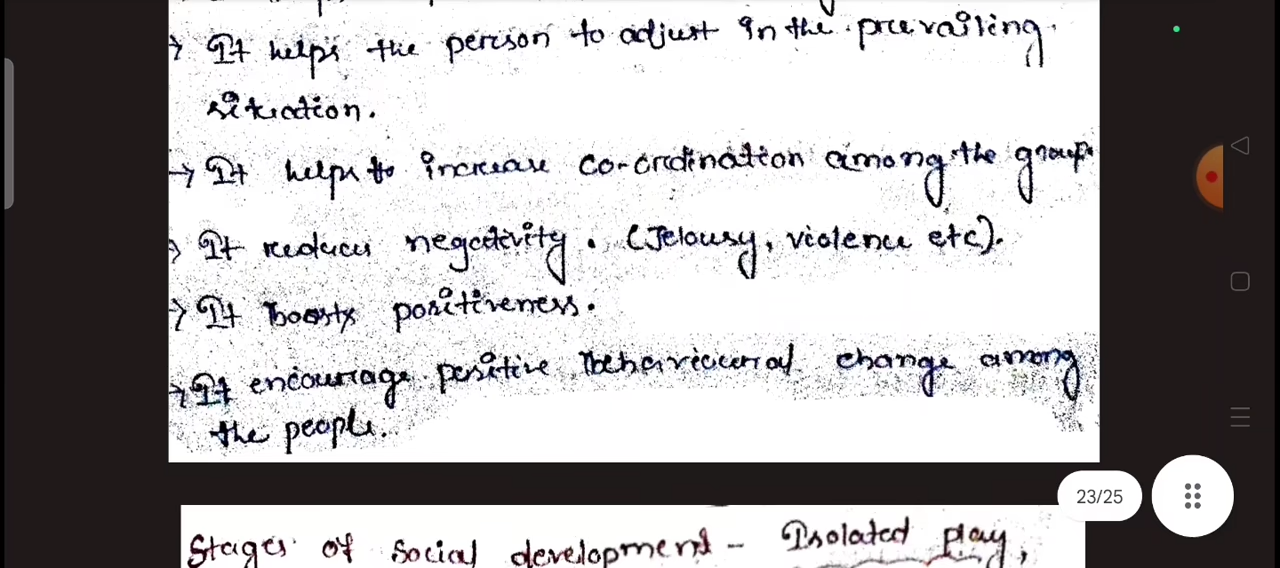 → It helps the person to adjust in the prevailing
situation.
→ It helps to increase co-ordination among the group
→ It reduces negativity. (Jelousy, violence etc).
→ It boosts positiveness.
→ It encourage positive behavioural change among
the people.
23/25
Stages of social development - Isolated play,